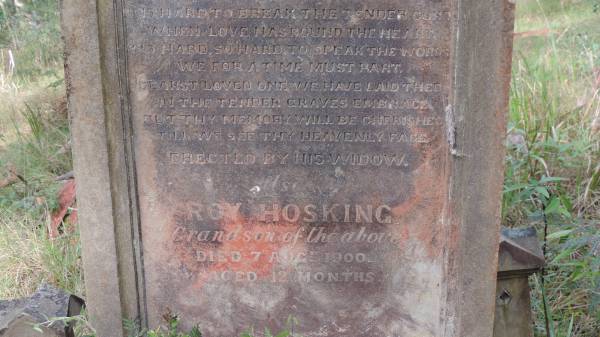 HARD TO BREAK THE TENDER CORD
WHEN LOVE HAS BOUND THE HEART,
HARD, SO HARD, TO SPEAK THE WORDS
WE FOR A TIME MUST PART.
DEAREST LOVED ONE WE HAVE LAID THEE
IN THE TENDER GRAVES EMBRACE.
BUT THY MEMORY WILL BE CHERISHED
TILL WE SEE THY HEAVENLY FACE.
ERECTED BY HIS WIDOW.
Also
ROY HOSKING
Grandson of the above
DIED 7 AUG. 1900.
AGED 12 MONTHS